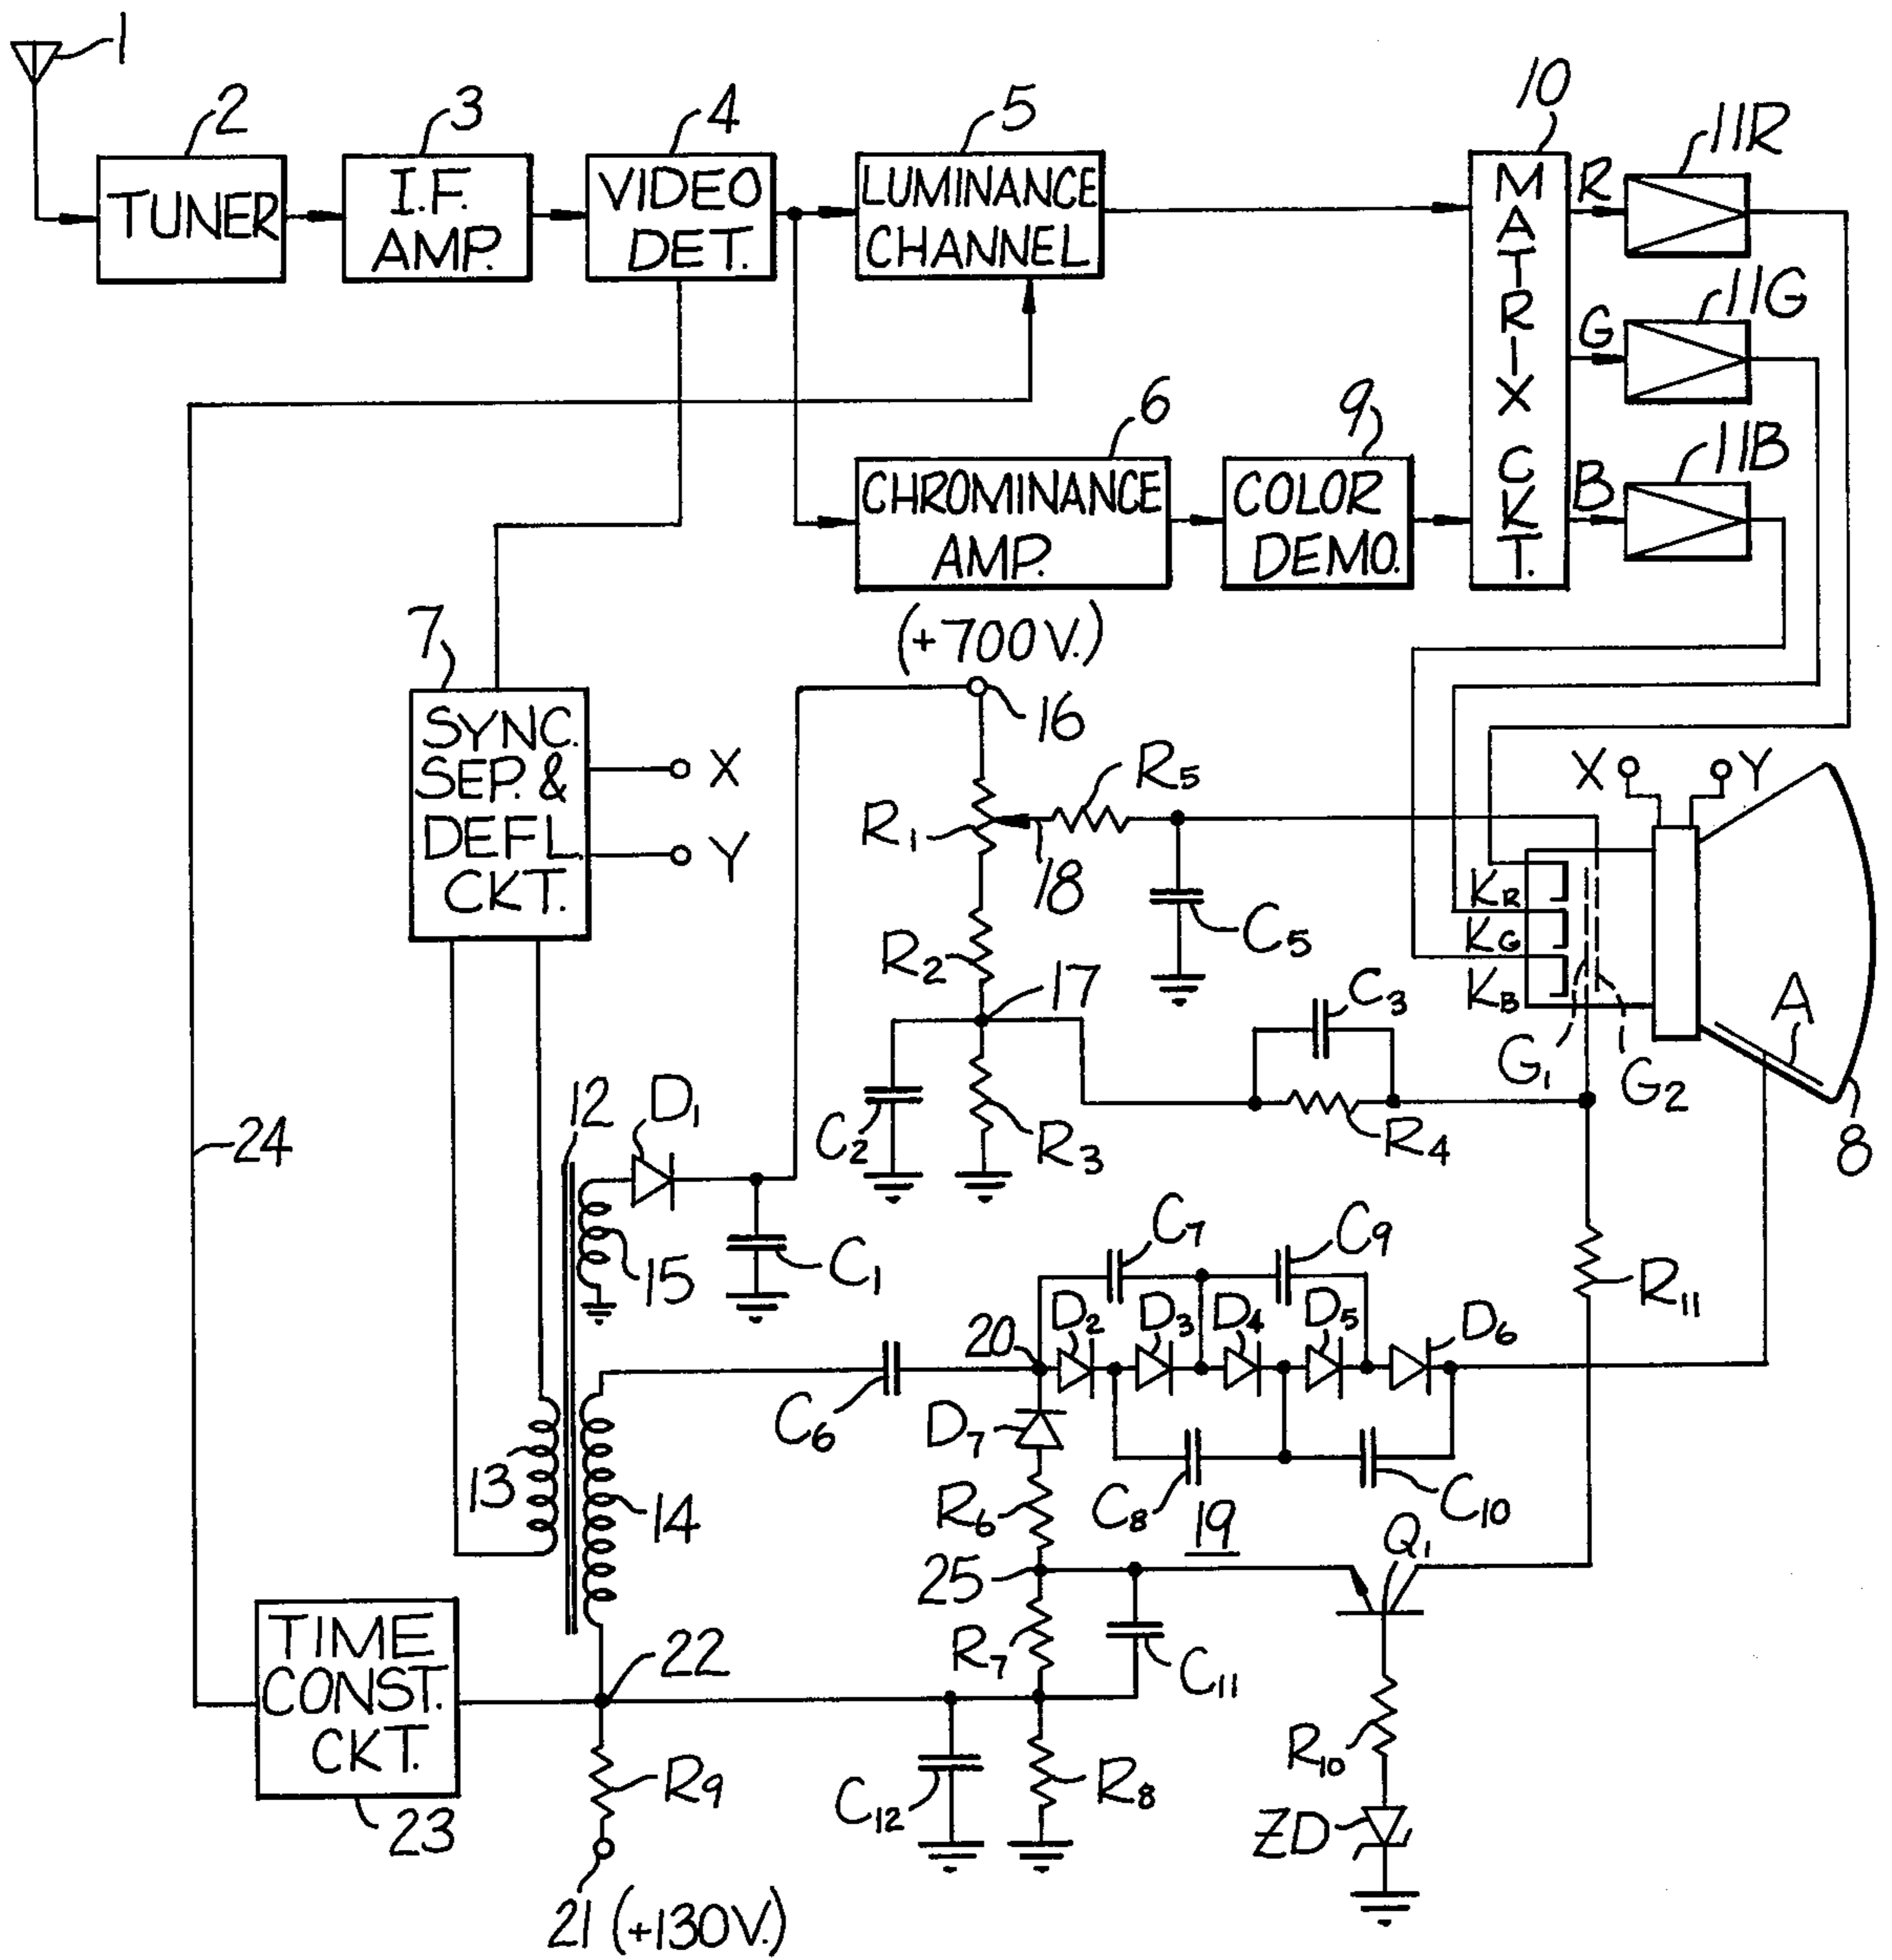 1
2
3
4
5
10
11R
TUNER
I.F.
AMP.
VIDEO
DET.
LUMINANCE
CHANNEL
MATRIX CKT.
R
G
11G
6
9
B
11B
CHROMINANCE
AMP.
COLOR
DEMO.
7
(+700V.)
16
SYNC.
SEP. &
DEFL.
CKT.
X
Y
R1
R5
18
C5
R2
17
X
Y
KR
KG
KB
G1
G2
A
8
C3
R4
C2
R3
24
12
D1
15
C1
C7
C9
R11
20
D2
D3
D4
D5
D6
C6
D7
C8
C10
13
14
R6
19
Q1
25
R7
C11
TIME
CONST.
CKT.
22
23
R9
C12
R8
R10
ZD
21 (+130V.)